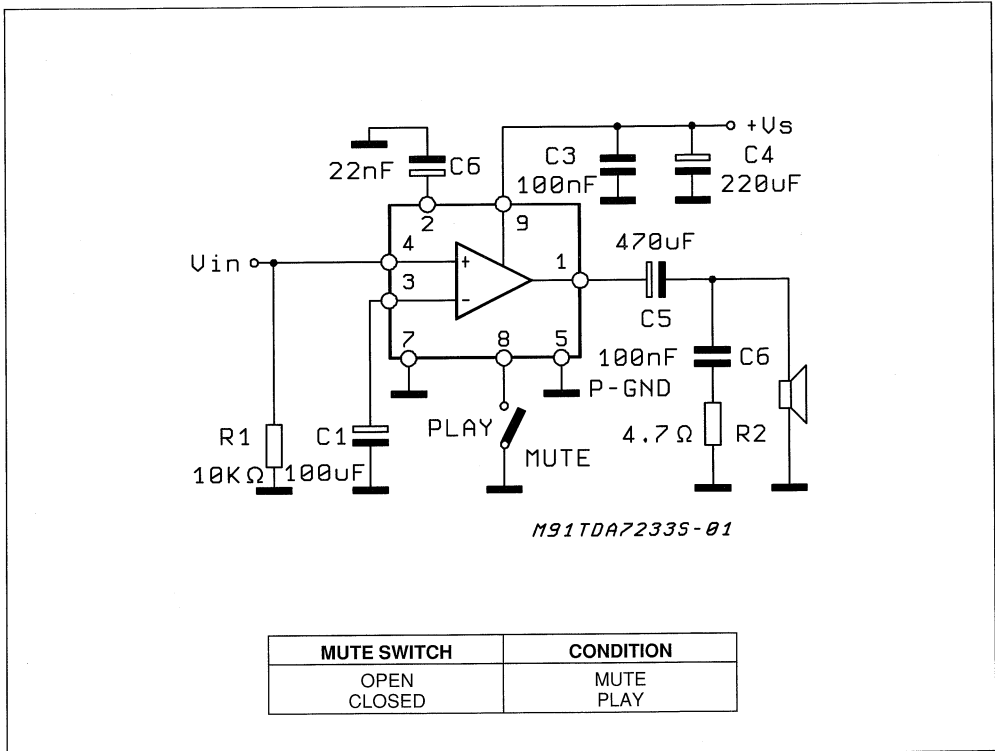 +Vs
22nF
C6
C3
100nF
C4
220uF
2
9
470uF
Vin
4
+
1
3
-
C5
7
8
5
100nF
C6
P-GND
PLAY
MUTE
R1
10KΩ
C1
100uF
4.7Ω
R2
M91TDA7233S-01
MUTE SWITCH CONDITION
OPEN MUTE
CLOSED PLAY